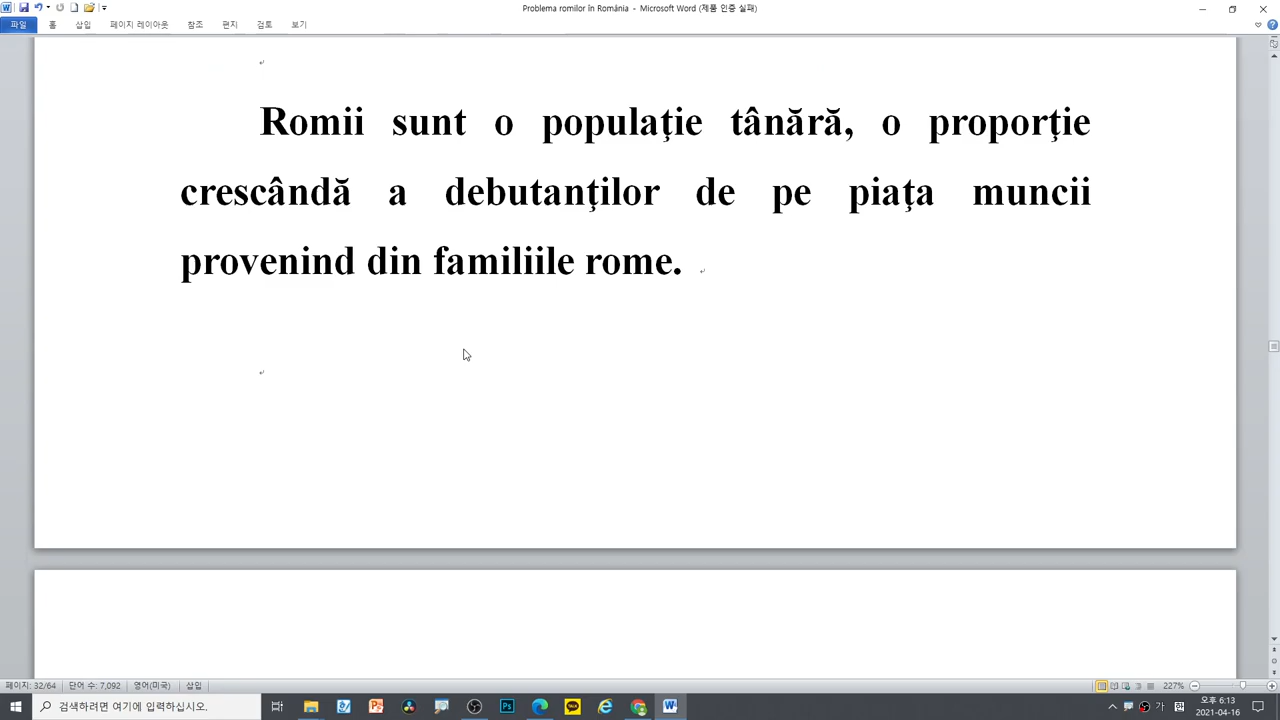 Problema romilor în România - Microsoft Word (제품 인증 실패)
파일 홈 삽입 페이지 레이아웃 참조 편지 검토 보기
Romii sunt o populaţie tânără, o proporţie
crescândă a debutanţilor de pe piaţa muncii
provenind din familiile rome.
페이지: 32/64 단어 수: 7,092 영어(미국) 삽입 227%
검색하려면 여기에 입력하십시오. 가 오후 6:13
2021-04-16